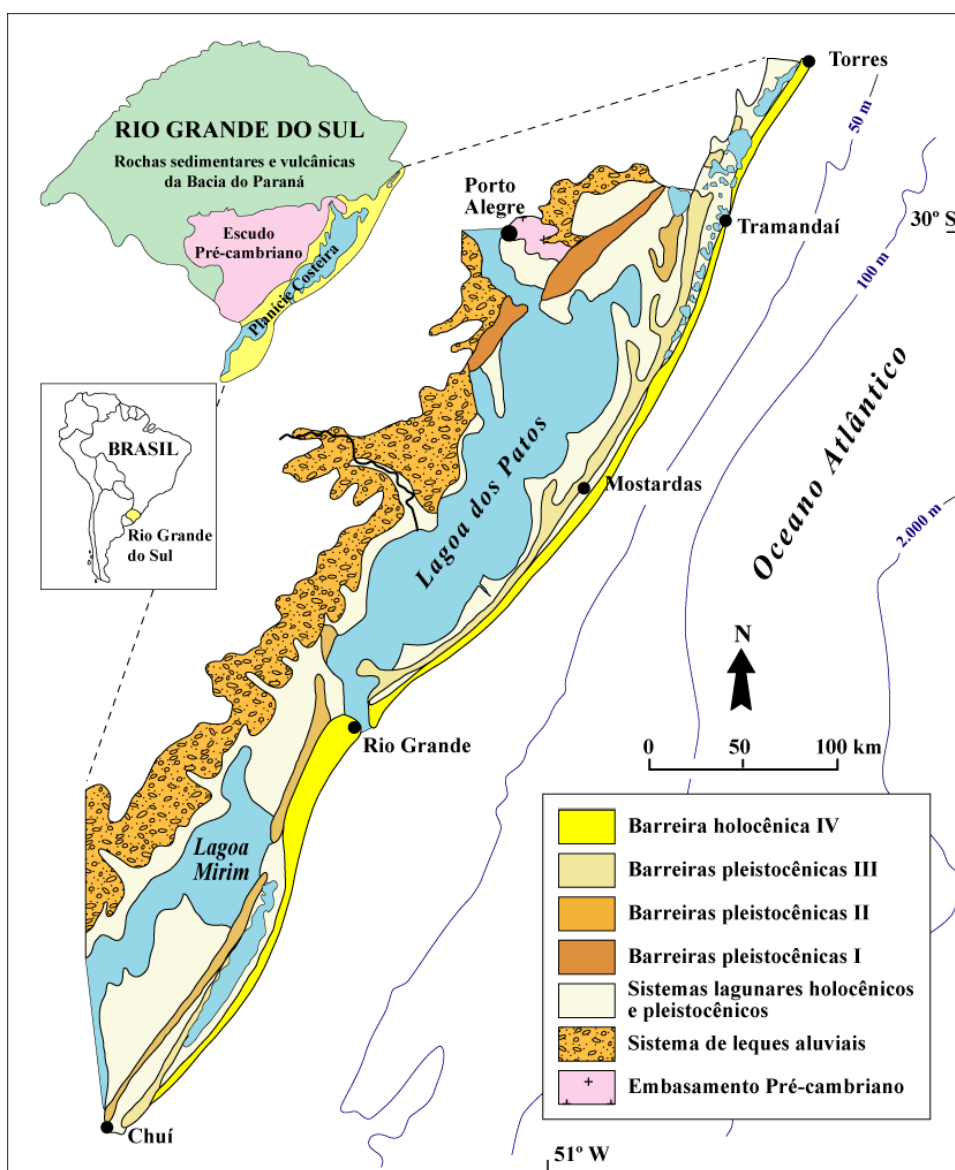 RIO GRANDE DO SUL
Rochas sedimentares e vulcânicas
da Bacia do Paraná
Escudo
Pré-cambriano
Planície Costeira
BRASIL
Rio Grande
do Sul
Torres
50 m
Porto
Alegre
Tramandaí
30º S
100 m
Oceano Atlântico
Lagoa dos Patos
Mostardas
2.000 m
N
Rio Grande
0 50 100 km
Lagoa
Mirim
Barreira holocênica IV
Barreiras pleistocênicas III
Barreiras pleistocênicas II
Barreiras pleistocênicas I
Sistemas lagunares holocênicos
e pleistocênicos
Sistema de leques aluviais
Embasamento Pré-cambriano
Chuí
51º W